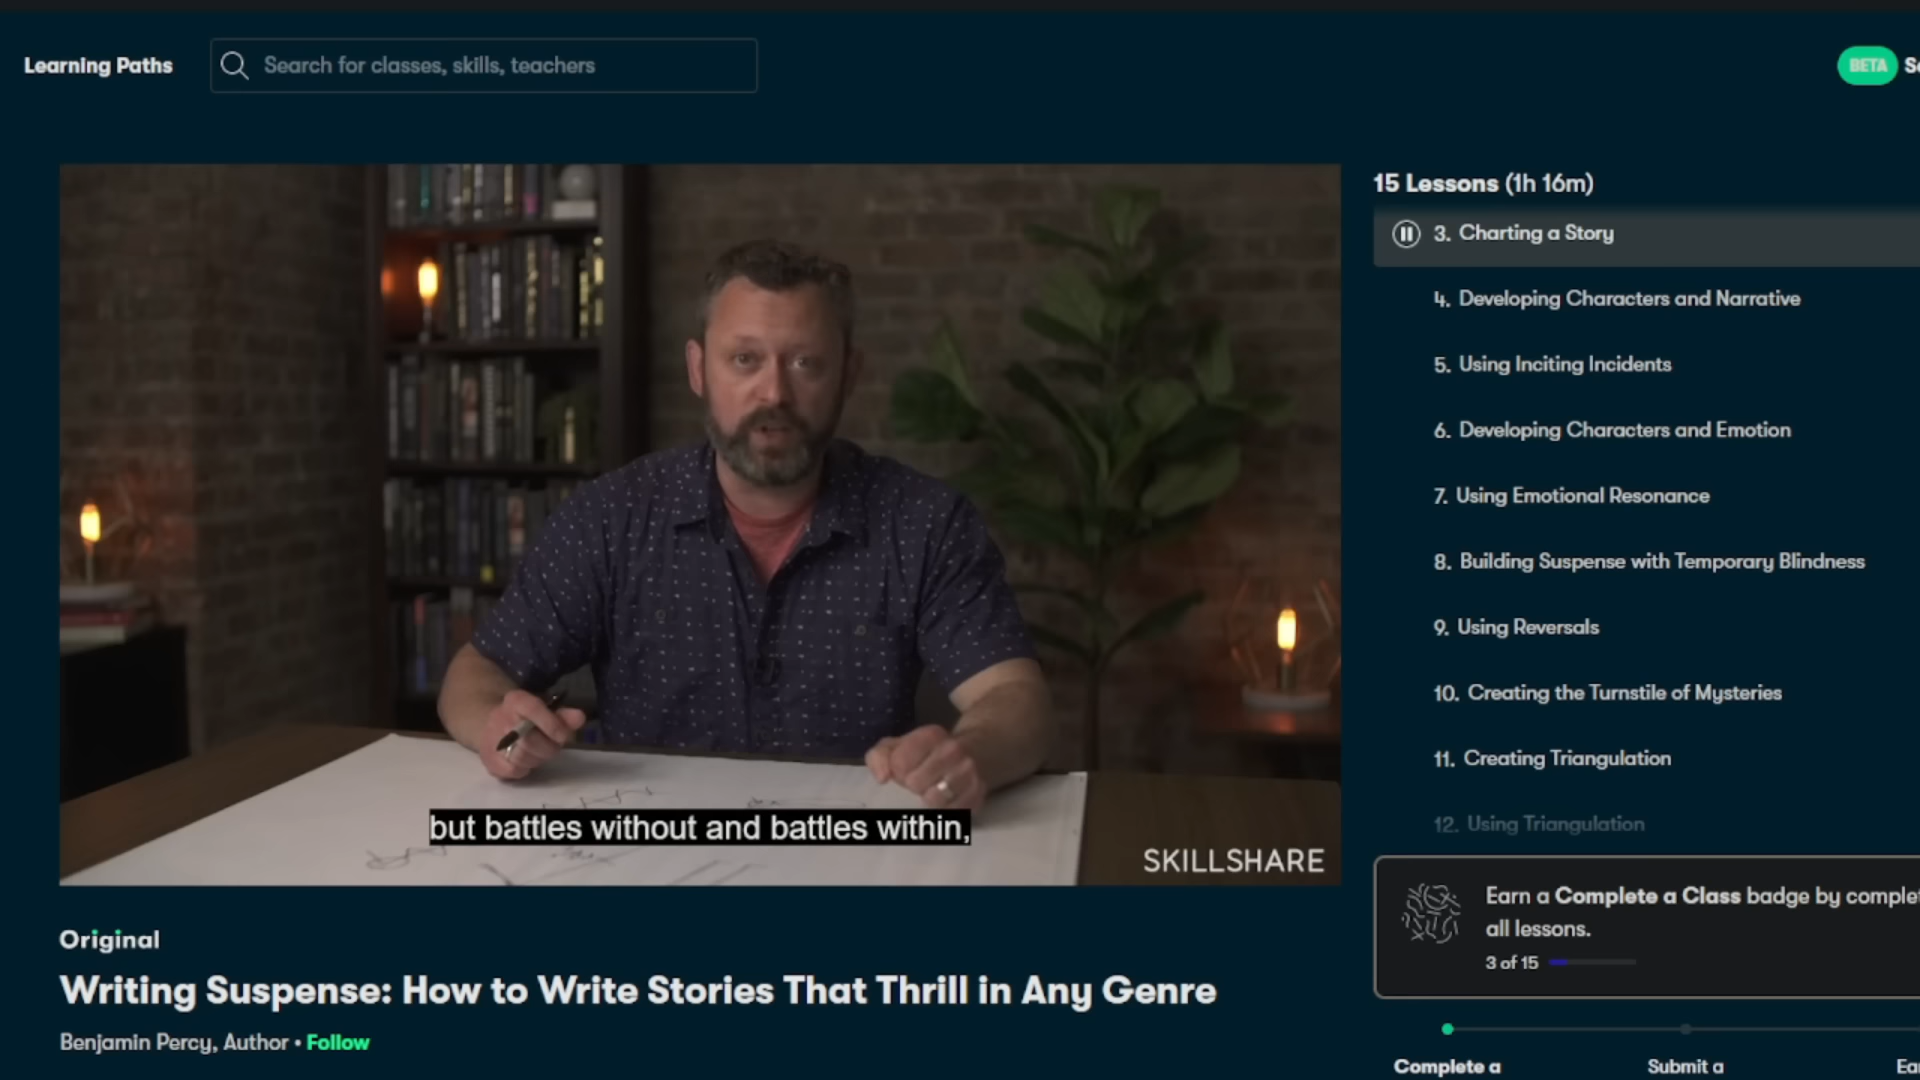 Learning Paths
Search for classes, skills, teachers
BETA
15 Lessons (1h 16m)
3. Charting a Story
4. Developing Characters and Narrative
5. Using Inciting Incidents
6. Developing Characters and Emotion
7. Using Emotional Resonance
8. Building Suspense with Temporary Blindness
9. Using Reversals
10. Creating the Turnstile of Mysteries
11. Creating Triangulation
12. Using Triangulation
but battles without and battles within,
SKILLSHARE
Original
Writing Suspense: How to Write Stories That Thrill in Any Genre
Benjamin Percy, Author • Follow
Earn a Complete a Class badge by complet
all lessons.
3 of 15
Complete a
Submit a